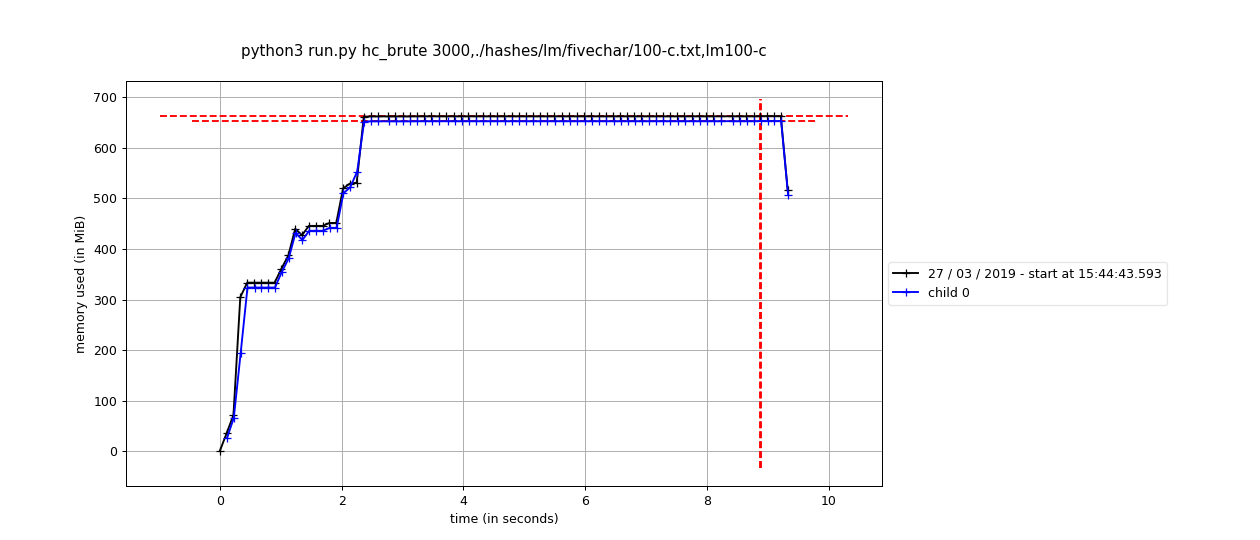 python3 run.py hc_brute 3000,./hashes/lm/fivechar/100-c.txt,lm100-c
700
600
500
400
300
200
100
0
memory used (in MiB)
0 2 4 6 8 10
time (in seconds)
27 / 03 / 2019 - start at 15:44:43.593
child 0